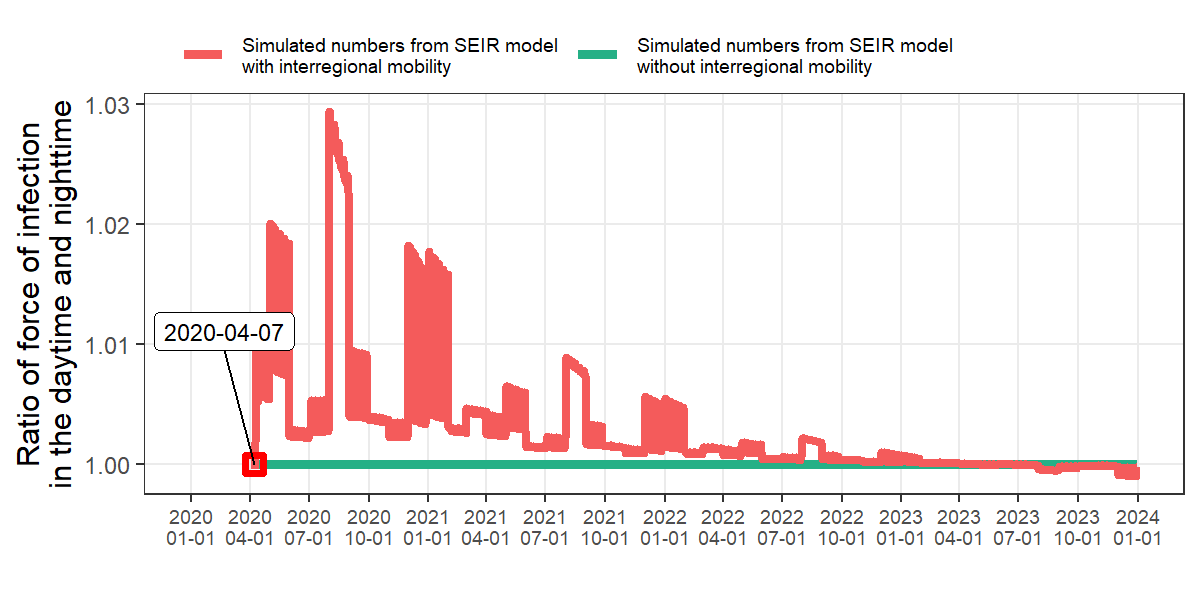 Simulated numbers from SEIR model
with interregional mobility
Simulated numbers from SEIR model
without interregional mobility
Ratio of force of infection
in the daytime and nighttime
1.03
1.02
1.01
1.00
2020-04-07
2020 2020 2020 2020 2021 2021 2021 2021 2022 2022 2022 2022 2023 2023 2023 2023 2024
01-01 04-01 07-01 10-01 01-01 04-01 07-01 10-01 01-01 04-01 07-01 10-01 01-01 04-01 07-01 10-01 01-01